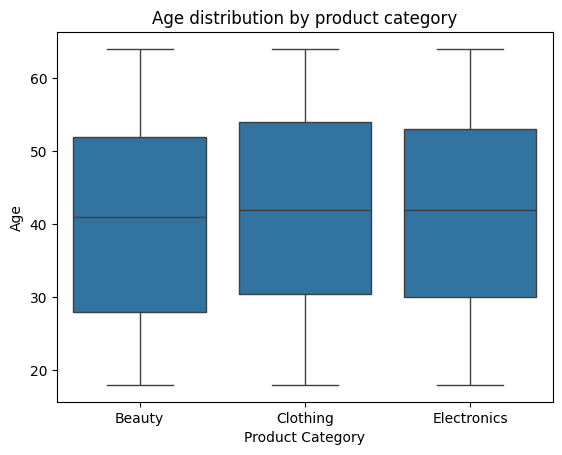 Age distribution by product category
60
50
40
30
20
Age
Beauty
Clothing
Electronics
Product Category